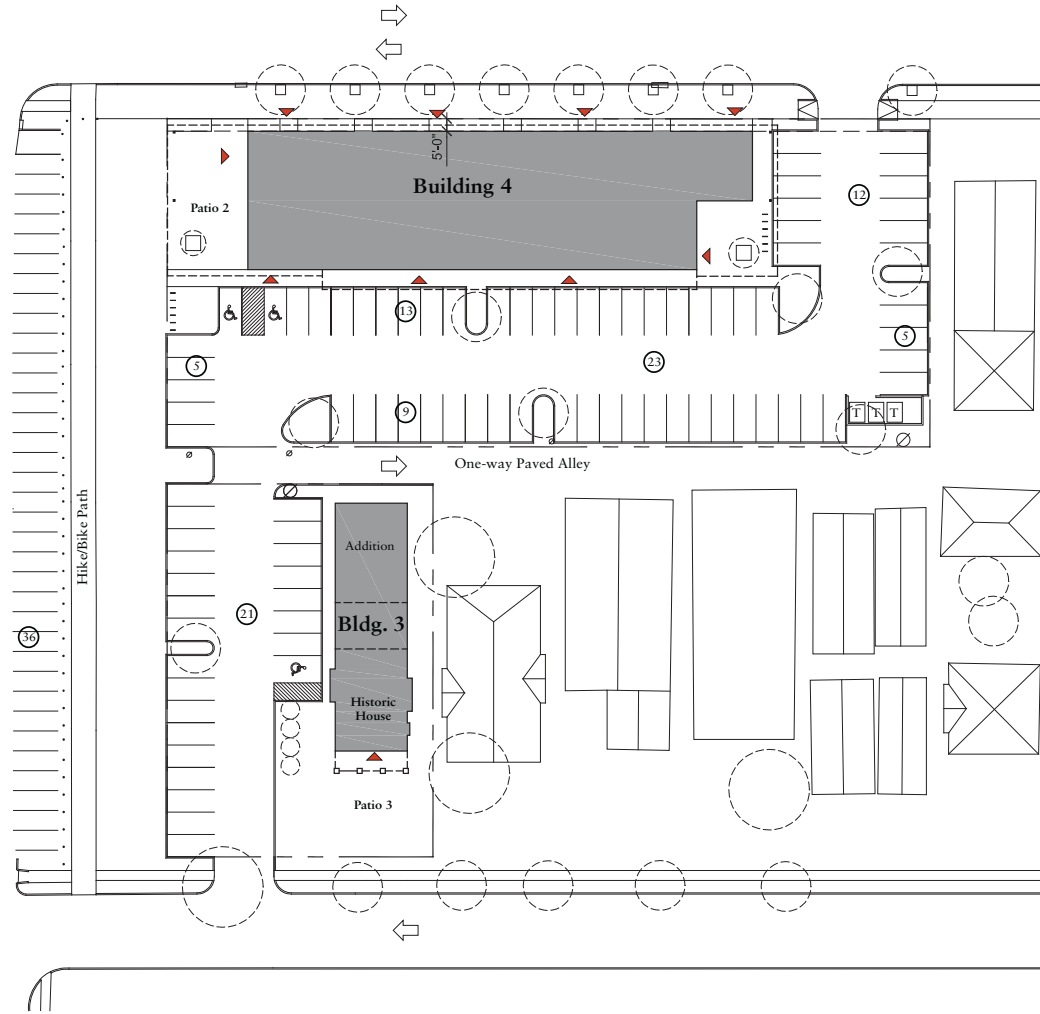 5'-0"
Building 4
12
Patio 2
13
5
23
5
9
T T T
One-way Paved Alley
Hike/Bike Path
Addition
21
Bldg. 3
36
Historic
House
Patio 3